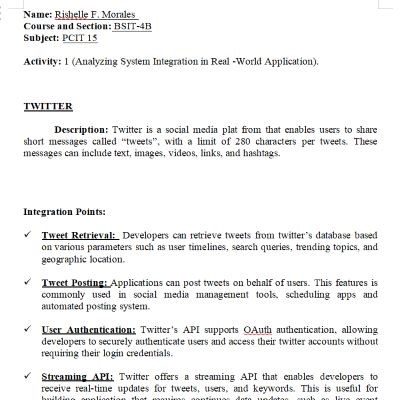 Name: Rishelle F. Morales
Course and Section: BSIT-4B
Subject: PCIT 15
Activity: 1 (Analyzing System Integration in Real -World Application).
TWITTER
Description: Twitter is a social media plat from that enables users to share
short messages called “tweets”, with a limit of 280 characters per tweets. These
messages can include text, images, videos, links, and hashtags.
Integration Points:
✓ Tweet Retrieval: Developers can retrieve tweets from twitter’s database based
on various parameters such as user timelines, search queries, trending topics, and
geographic location.
✓ Tweet Posting: Applications can post tweets on behalf of users. This features is
commonly used in social media management tools, scheduling apps and
automated posting system.
✓ User Authentication: Twitter’s API supports OAuth authentication, allowing
developers to securely authenticate users and access their twitter accounts without
requiring their login credentials.
✓ Streaming API: Twitter offers a streaming API that enables developers to
receive real-time updates for tweets, users, and keywords. This is useful for
building application that requires continues data updates, such as live event